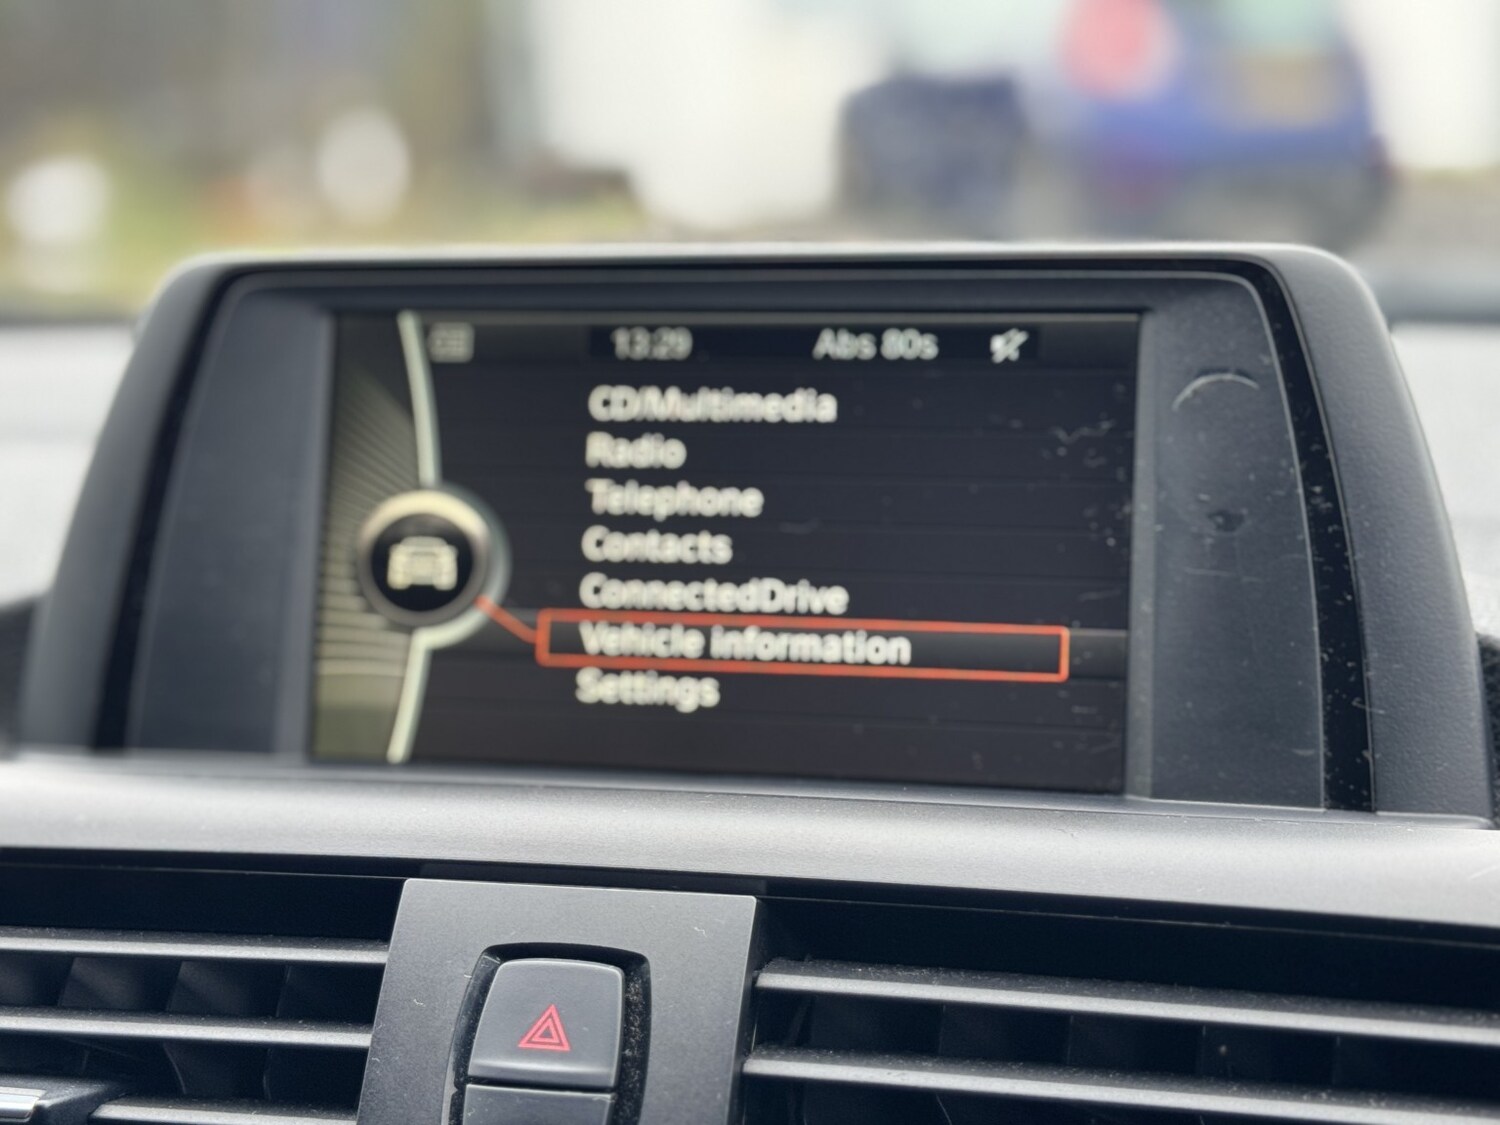 13:29 Abs 80s
CD/Multimedia
Radio
Telephone
Contacts
ConnectedDrive
Vehicle information
Settings